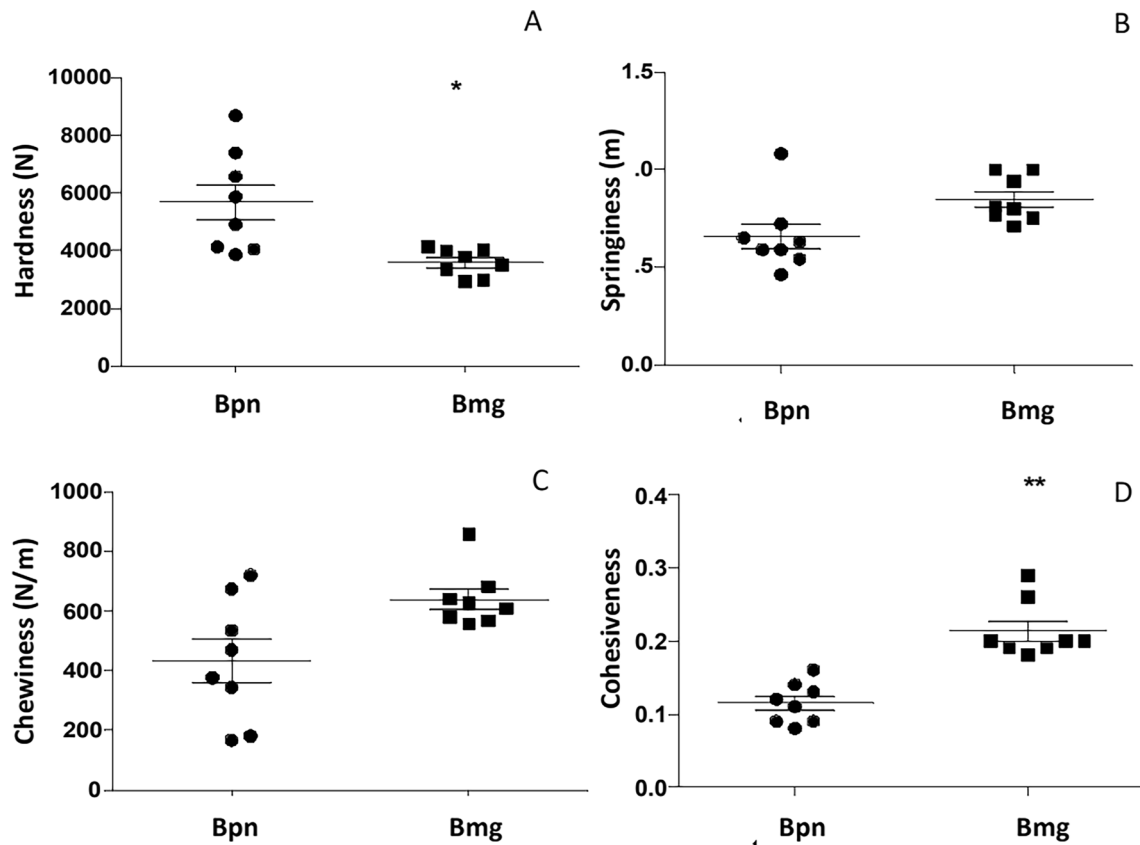 A
Hardness (N)
10000
8000
6000
4000
2000
0
*
Bpn
Bmg
B
Springiness (m)
1.5
.0
.5
0.0
Bpn
Bmg
C
Chewiness (N/m)
1000
800
600
400
200
0
Bpn
Bmg
D
Cohesiveness
0.4
0.3
0.2
0.1
0.0
**
Bpn
Bmg